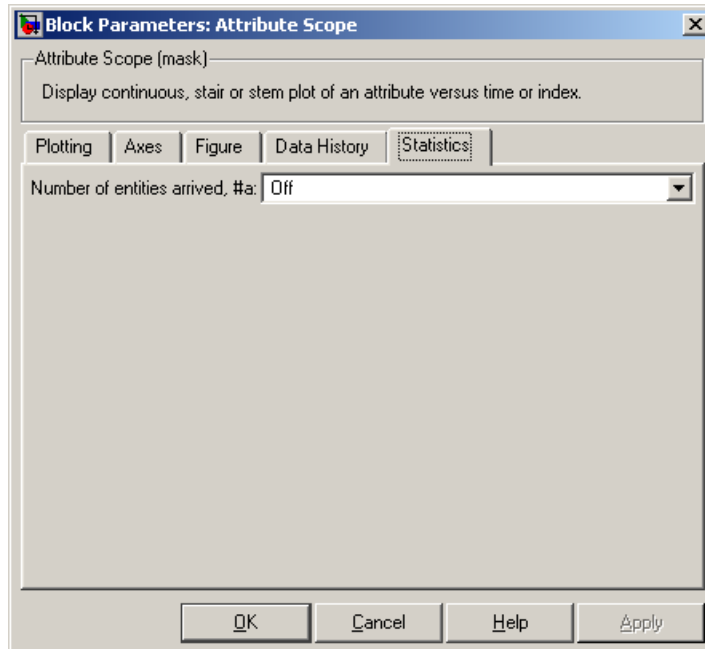 Block Parameters: Attribute Scope
Attribute Scope (mask)
Display continuous, stair or stem plot of an attribute versus time or index.
Plotting Axes Figure Data History Statistics
Number of entities arrived, #a: Off
OK Cancel Help Apply